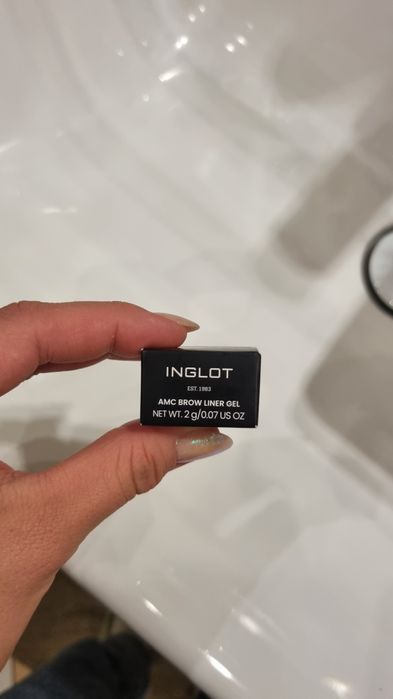 INGLOT
EST. 1983
AMC BROW LINER GEL
NET WT. 2 g/0.07 US OZ